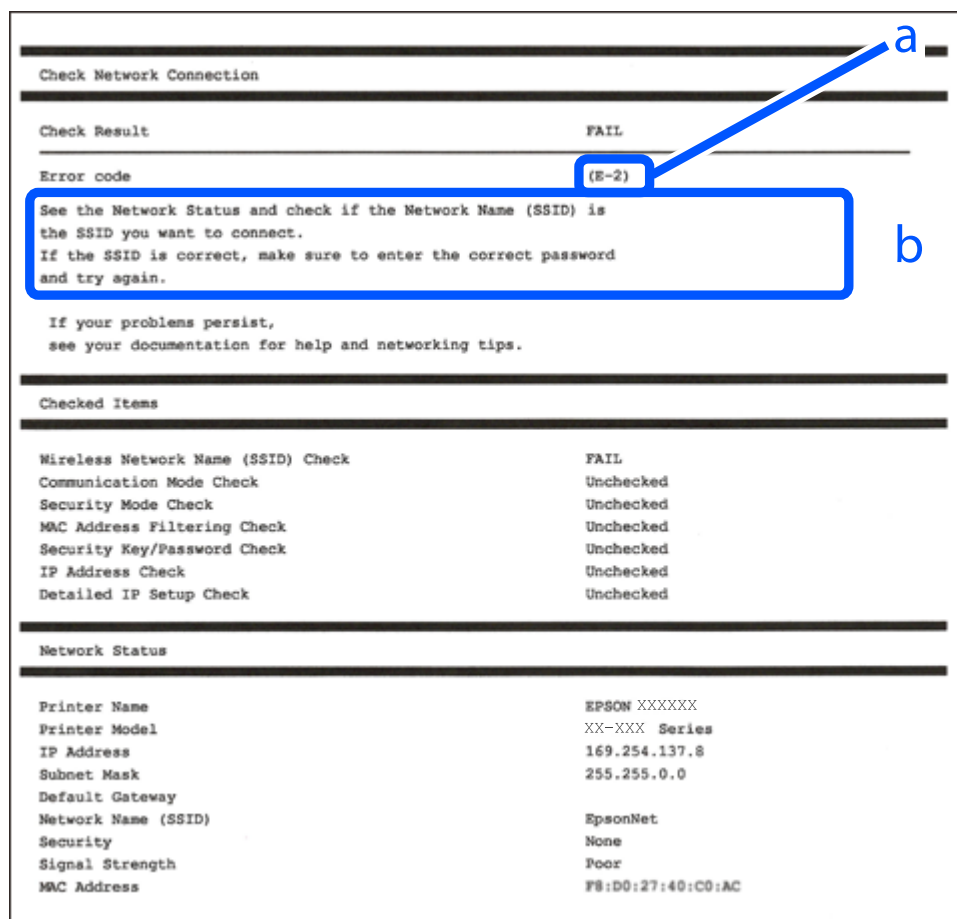 a
Check Network Connection
Check Result FAIL
Error code (E-2)
See the Network Status and check if the Network Name (SSID) is
the SSID you want to connect.
If the SSID is correct, make sure to enter the correct password
and try again.
b
If your problems persist,
see your documentation for help and networking tips.
Checked Items
Wireless Network Name (SSID) Check FAIL
Communication Mode Check Unchecked
Security Mode Check Unchecked
MAC Address Filtering Check Unchecked
Security Key/Password Check Unchecked
IP Address Check Unchecked
Detailed IP Setup Check Unchecked
Network Status
Printer Name EPSON XXXXXX
Printer Model XX-XXX Series
IP Address 169.254.137.8
Subnet Mask 255.255.0.0
Default Gateway
Network Name (SSID) EpsonNet
Security None
Signal Strength Poor
MAC Address F8:D0:27:40:C0:AC